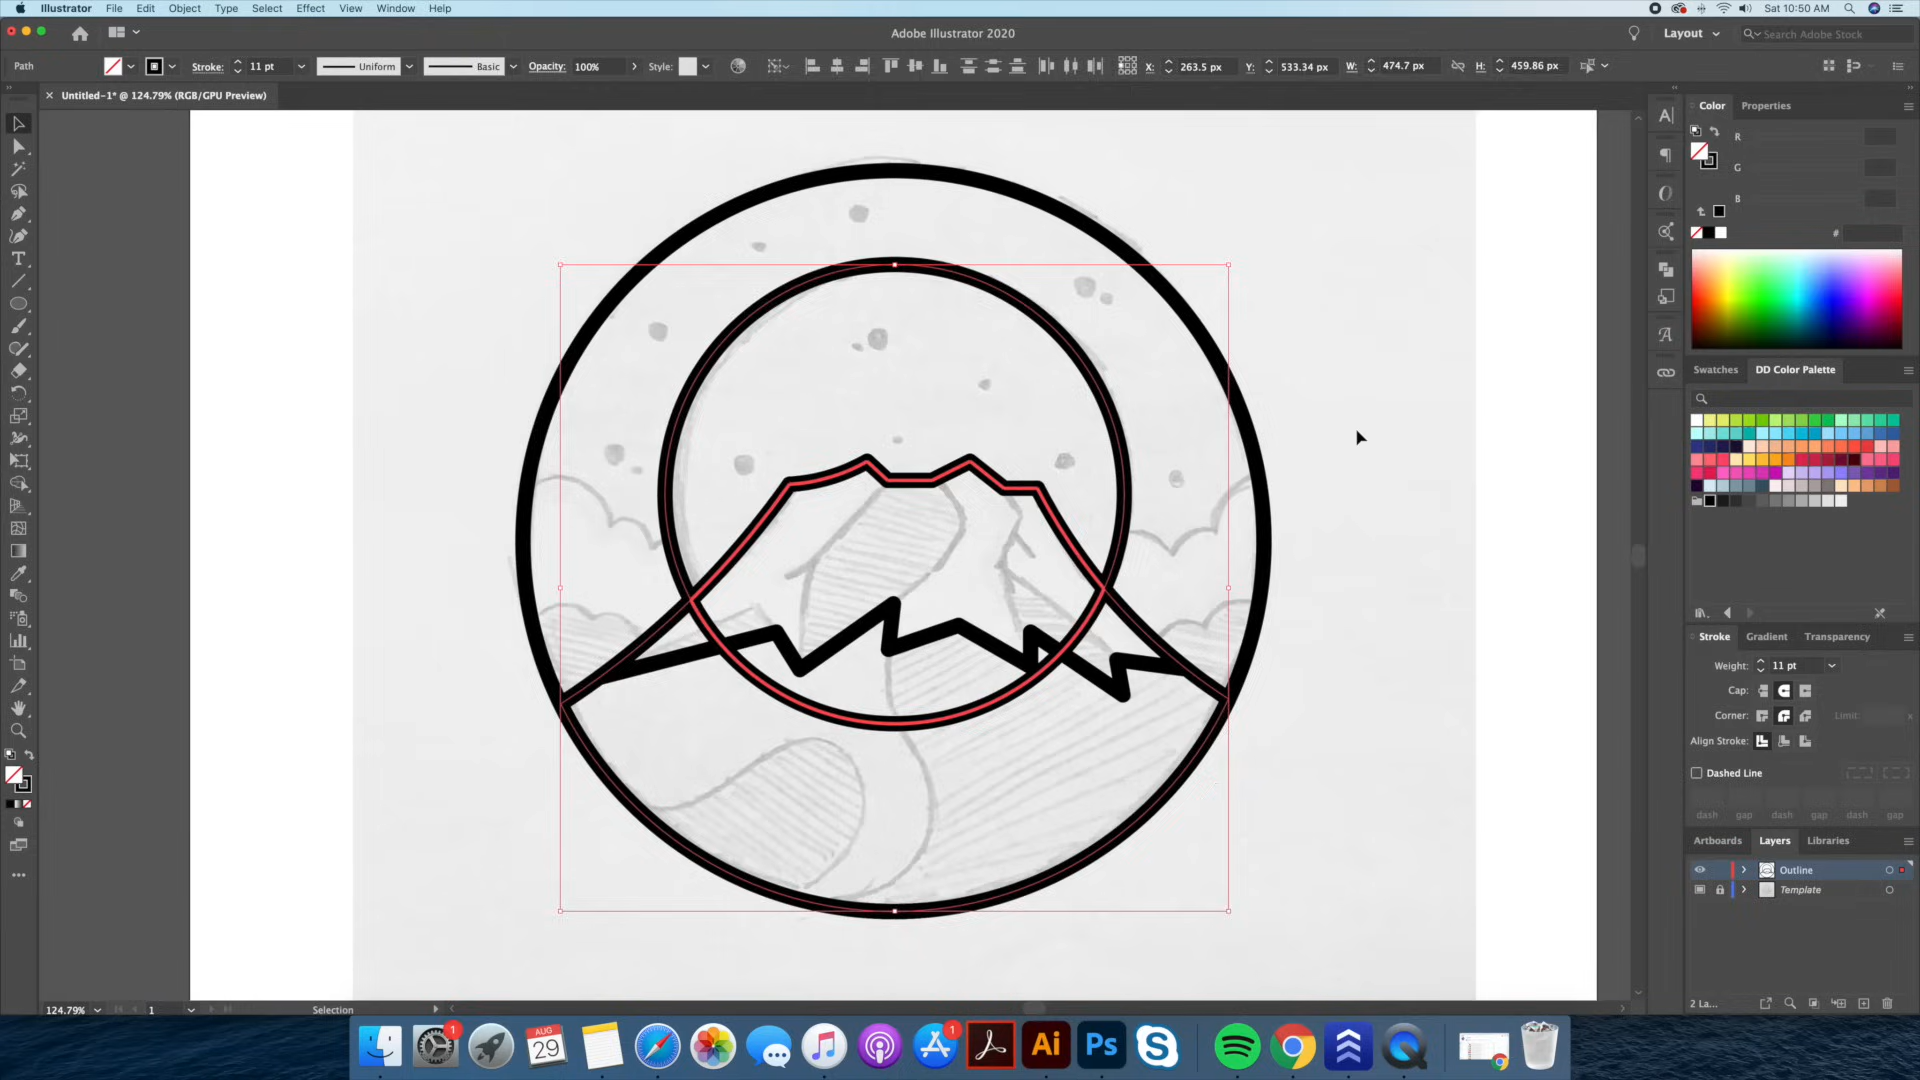 Illustrator File Edit Object Type Select Effect View Window Help
Sat 10:50 AM
Adobe Illustrator 2020
Layout
Search Adobe Stock
Path
Stroke: 11 pt Uniform Basic Opacity: 100% Style: X: 263.5 px Y: 533.34 px W: 474.7 px H: 459.86 px
Untitled-1* @ 124.79% (RGB/GPU Preview)
Color Properties
R
G
B
#
Swatches DD Color Palette
Stroke Gradient Transparency
Weight: 11 pt
Cap:
Corner: Limit: x
Align Stroke:
Dashed Line
dash gap dash gap dash gap
Artboards Layers Libraries
Outline
Template
2 La...
124.79% 1 Selection
1
AUG
29
1
Ai
Ps
S